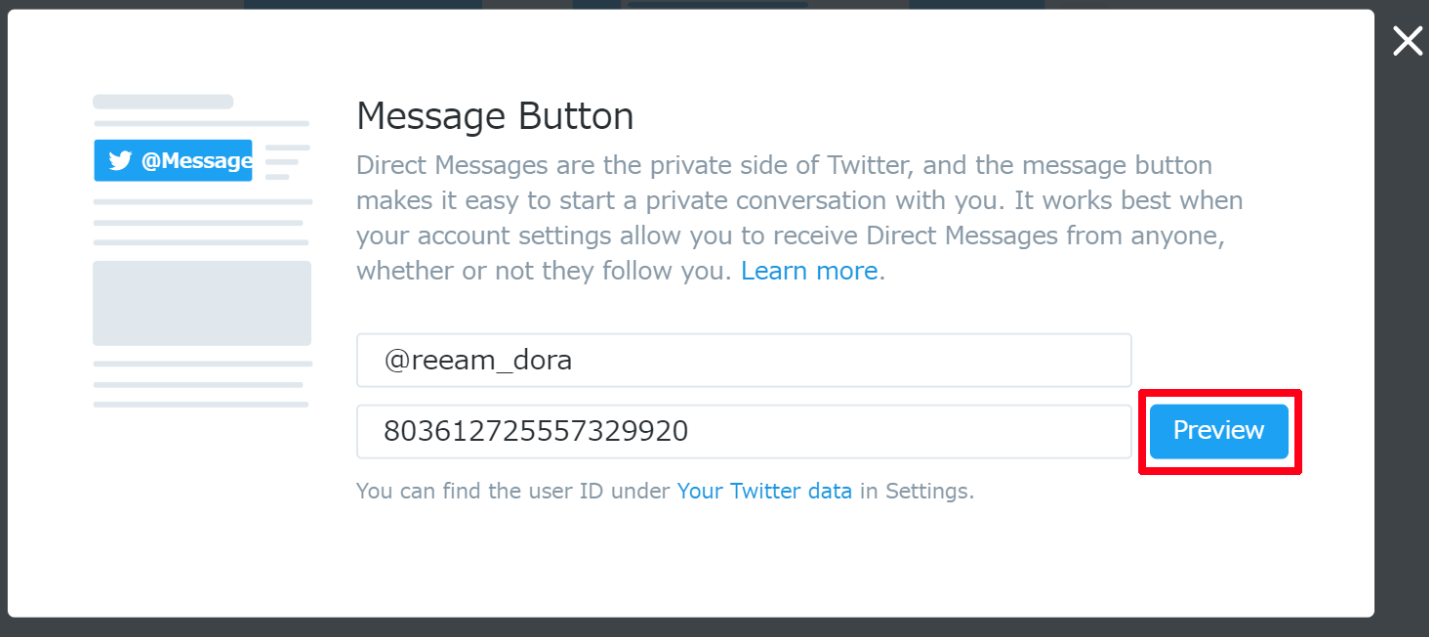 @Message
Message Button
Direct Messages are the private side of Twitter, and the message button
makes it easy to start a private conversation with you. It works best when
your account settings allow you to receive Direct Messages from anyone,
whether or not they follow you. Learn more.
@reeam_dora
803612725557329920
Preview
You can find the user ID under Your Twitter data in Settings.